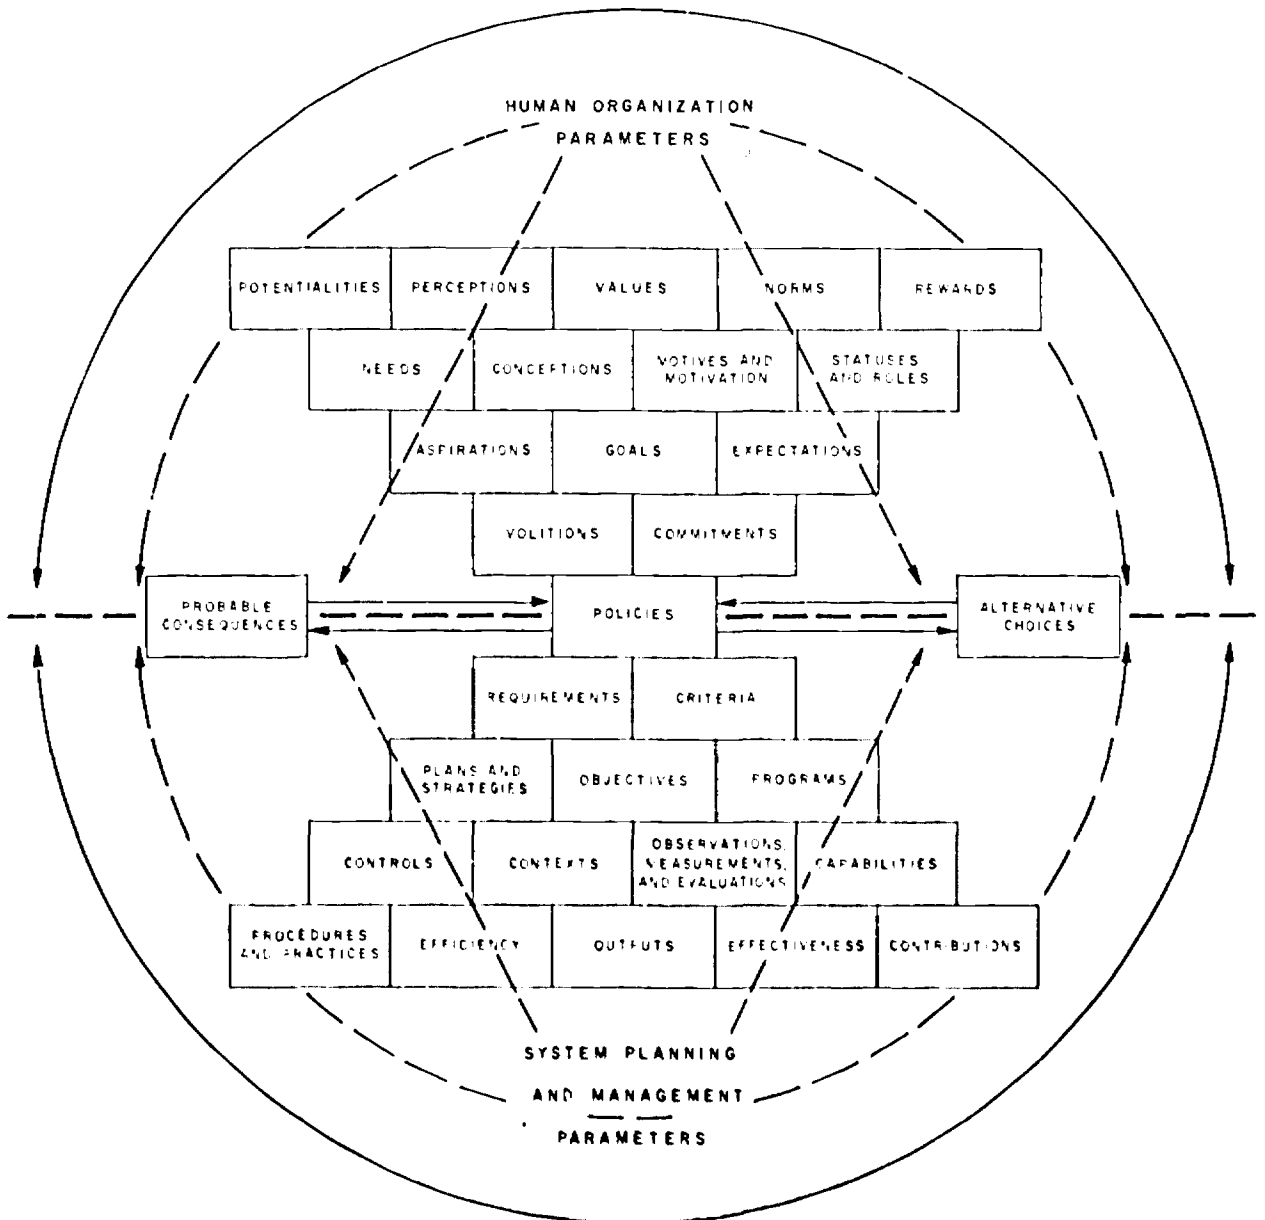 HUMAN ORGANIZATION
PARAMETERS
POTENTIALITIES
PERCEPTIONS
VALUES
NORMS
REWARDS
NEEDS
CONCEPTIONS
MOTIVES AND
MOTIVATION
STATUSES
AND ROLES
ASPIRATIONS
GOALS
EXPECTATIONS
VOLITIONS
COMMITMENTS
PROBABLE
CONSEQUENCES
POLICIES
ALTERNATIVE
CHOICES
REQUIREMENTS
CRITERIA
PLANS AND
STRATEGIES
OBJECTIVES
PROGRAMS
CONTROLS
CONTEXTS
OBSERVATIONS,
MEASUREMENTS,
AND EVALUATIONS
CAPABILITIES
PROCEDURES
AND PRACTICES
EFFICIENCY
OUTPUTS
EFFECTIVENESS
CONTRIBUTIONS
SYSTEM PLANNING
AND MANAGEMENT
PARAMETERS